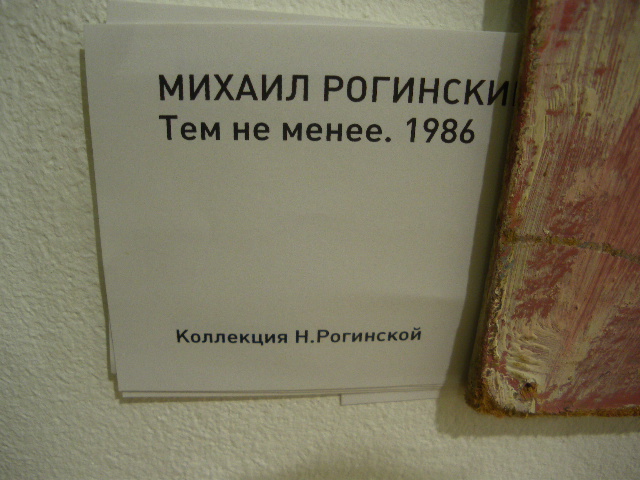 МИХАИЛ РОГИНСКИ
Тем не менее. 1986
Коллекция Н.Рогинской